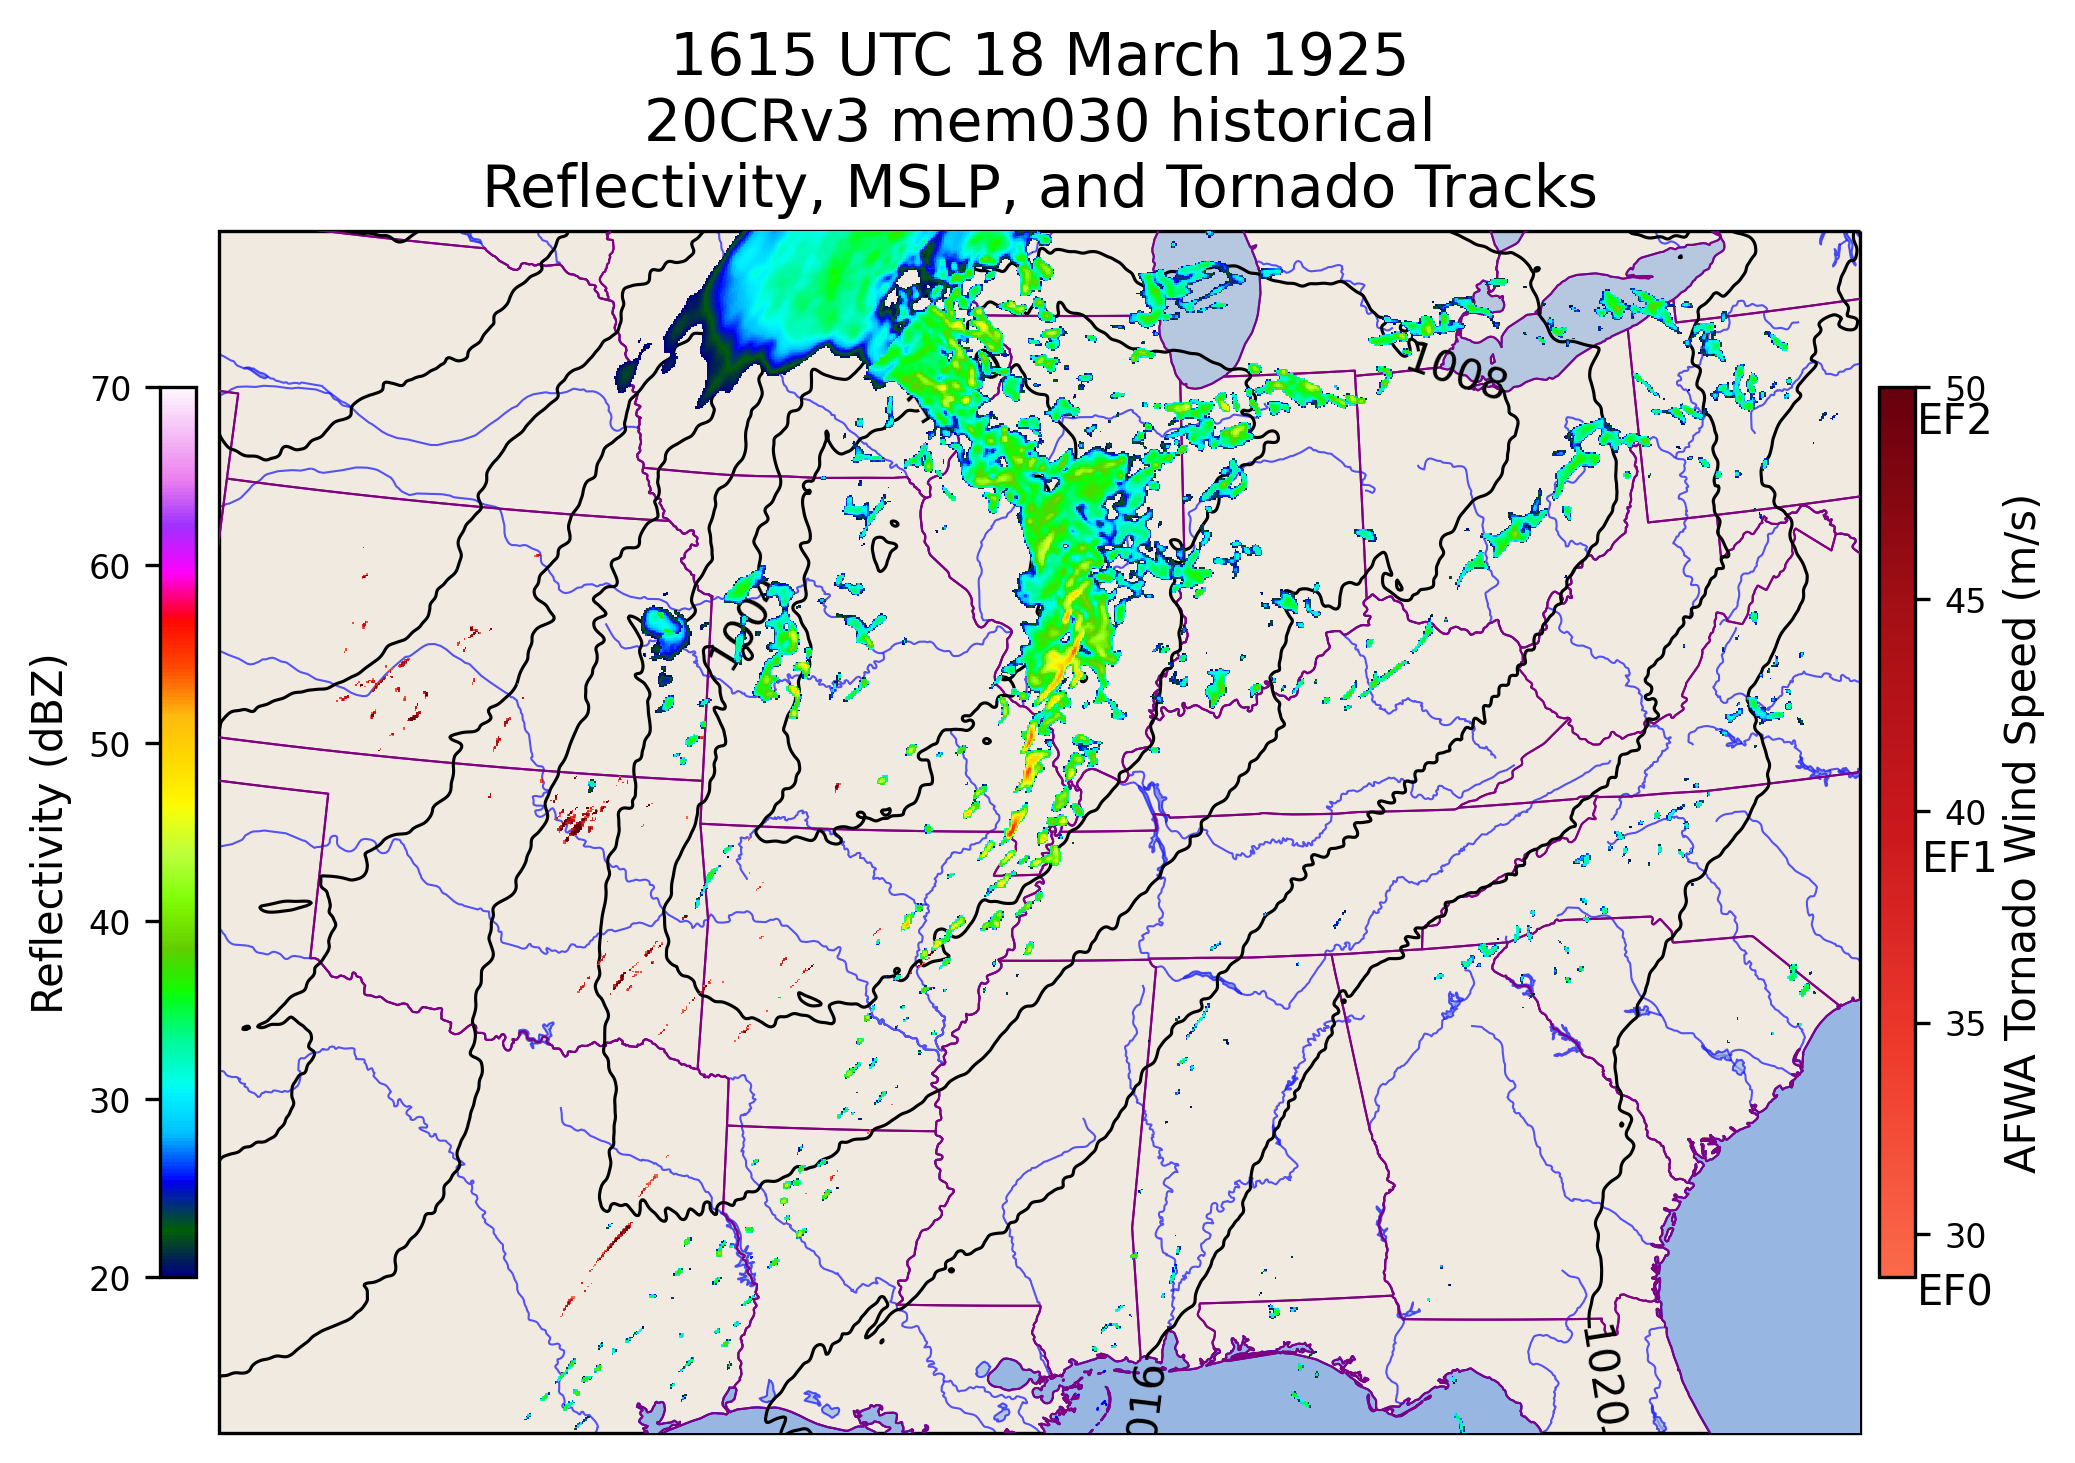 1615 UTC 18 March 1925
20CRv3 mem030 historical
Reflectivity, MSLP, and Tornado Tracks
70
60
50
40
30
20
Reflectivity (dBZ)
1008
1004
016
1020
50
EF2
45
40
EF1
35
30
EF0
AFWA Tornado Wind Speed (m/s)